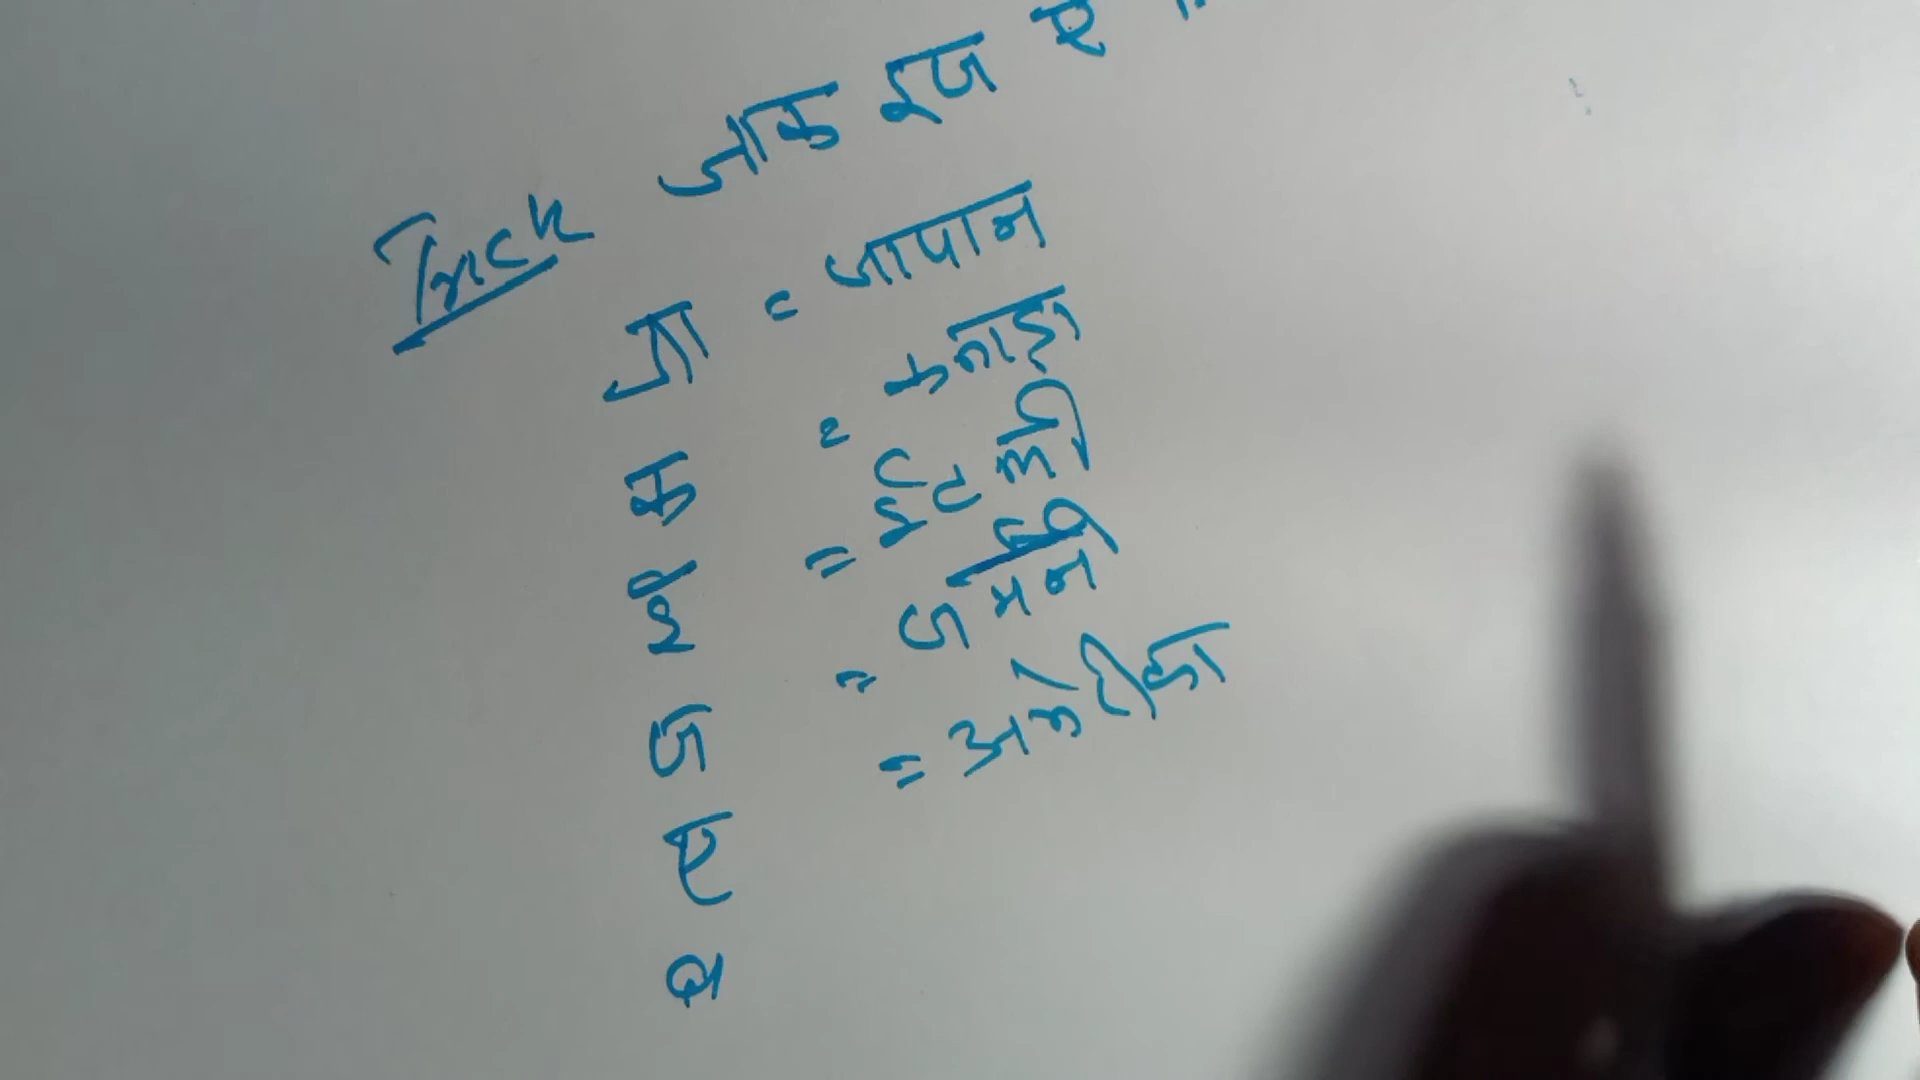 Trick जाक इज ए
जा = जापान
क = कनाडा
इ = इटली
ज = जर्मनी
ए = अमेरीका
ब